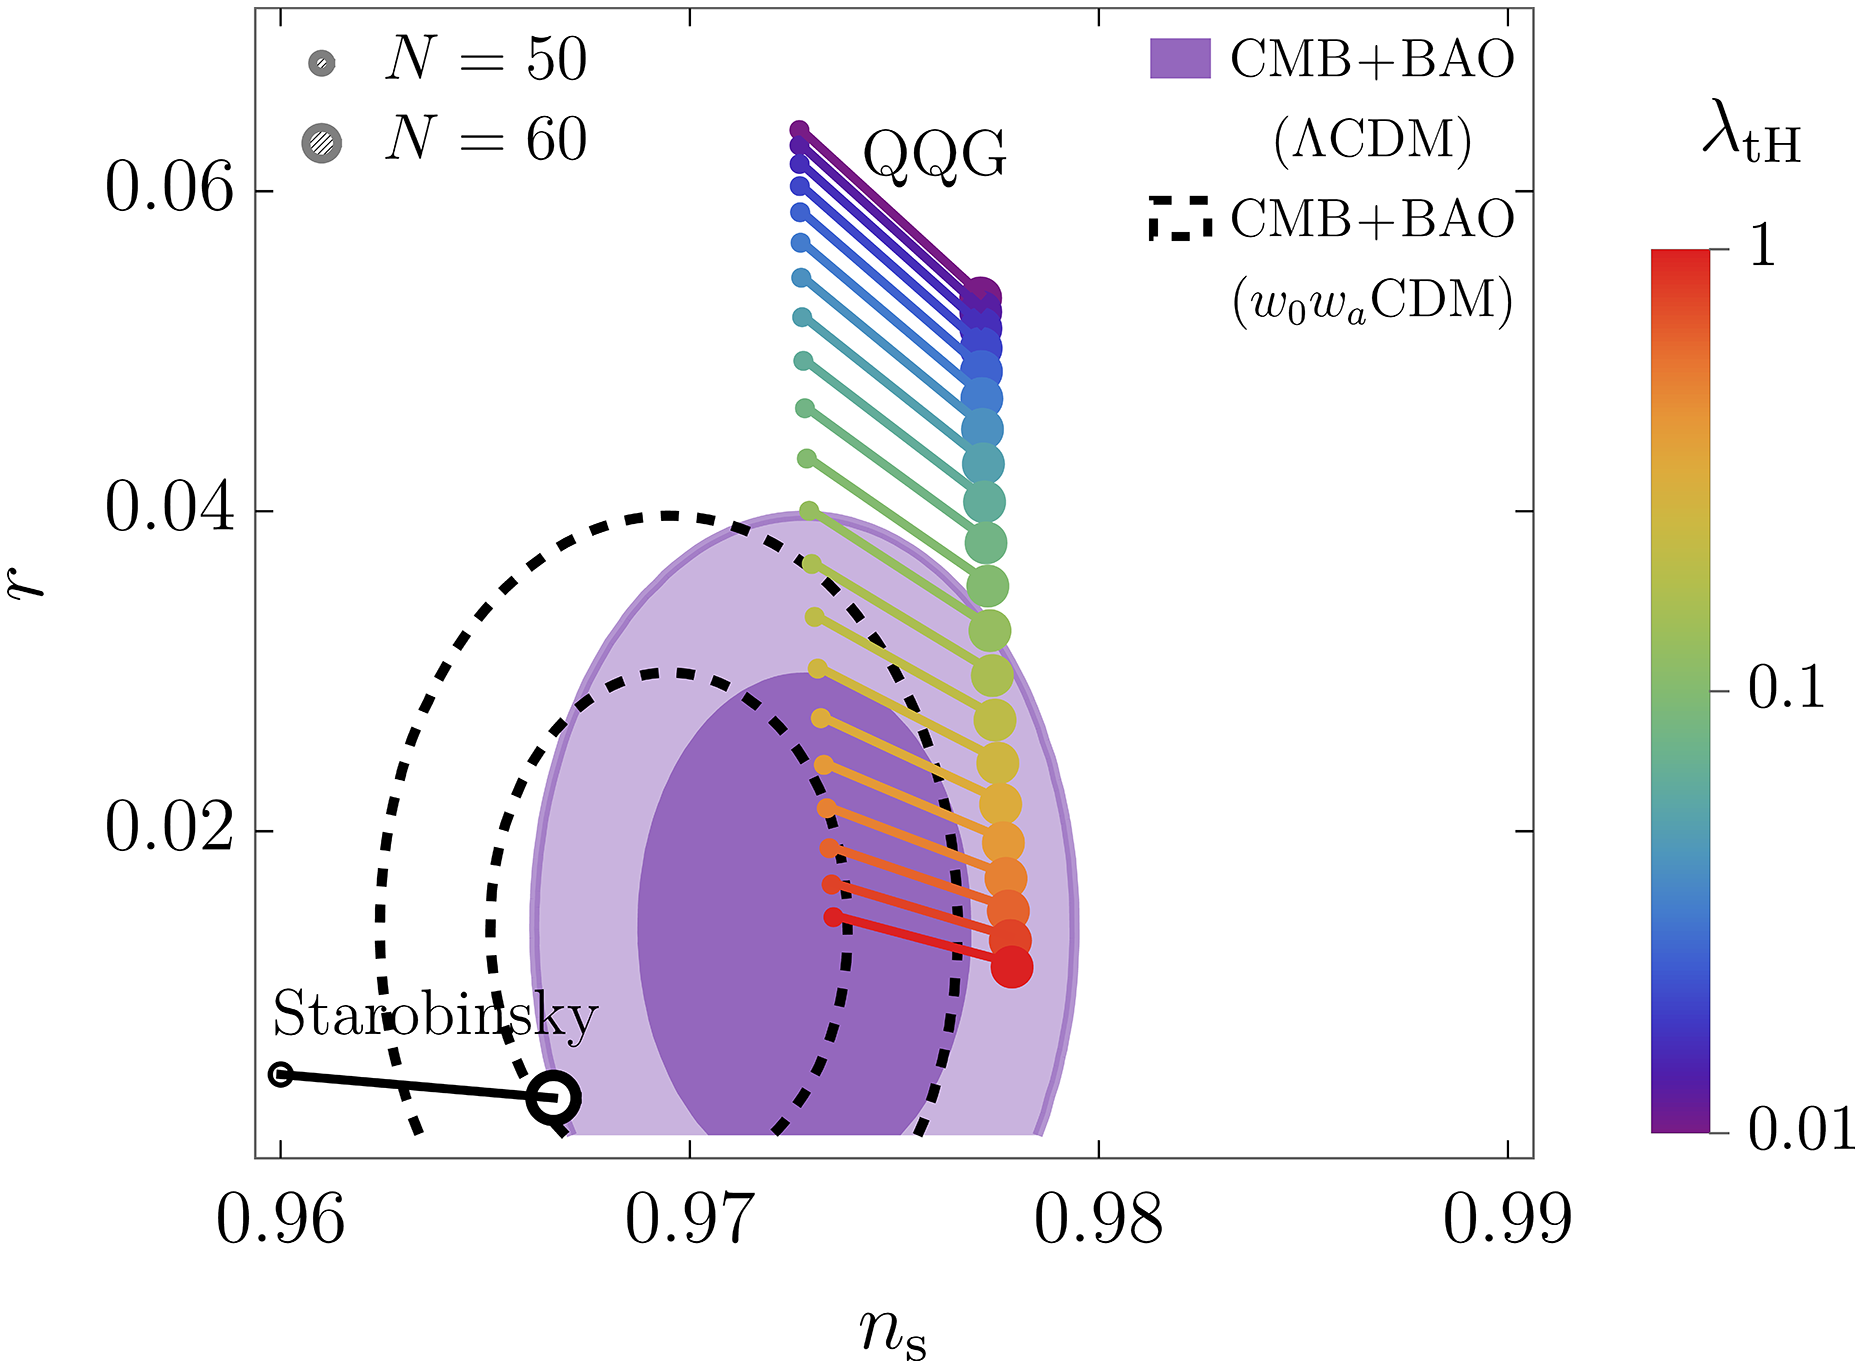 N = 50
N = 60
CMB+BAO
(ΛCDM)
CMB+BAO
(w₀wₐCDM)
QQG
Starobinsky
0.06
0.04
0.02
r
0.96 0.97 0.98 0.99
nₛ
λtH
1
0.1
0.01